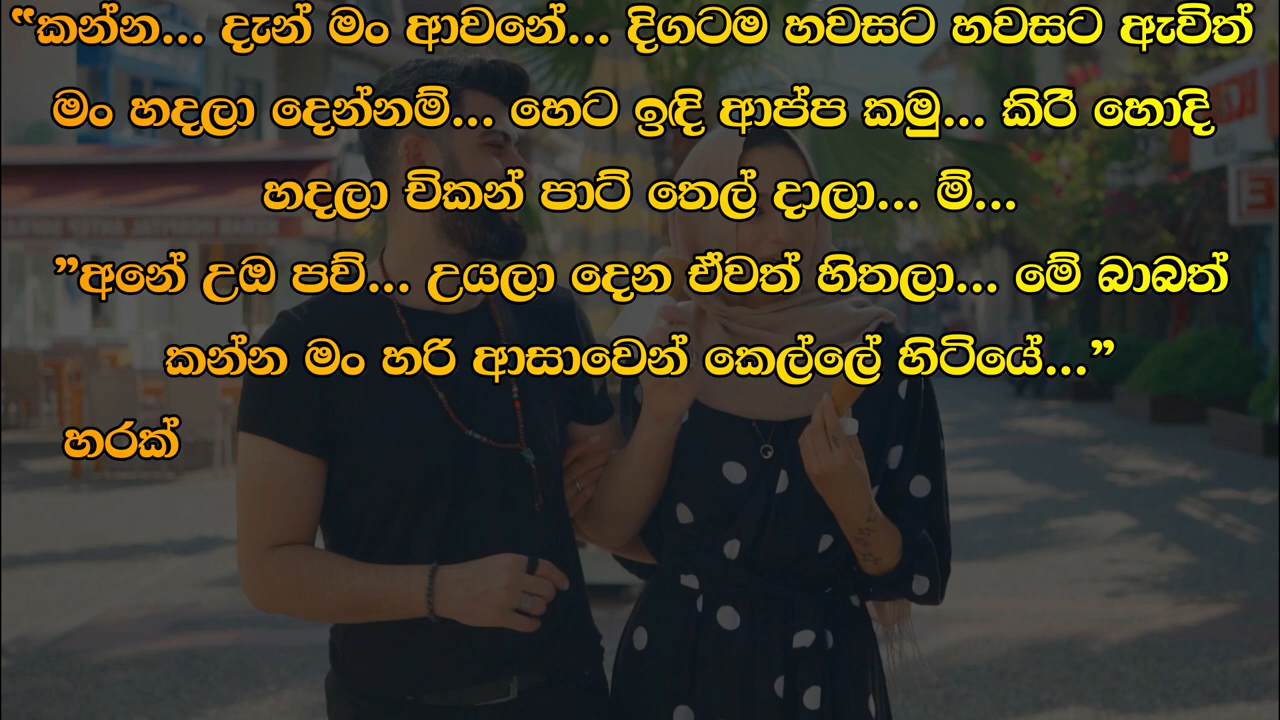 “කන්න... දැන් මං ආවනේ... දිගටම හවසට හවසට ඇවිත්
මං හදලා දෙන්නම්... හෙට ඉඳි ආප්ප කමු... කිරි හොදි
හදලා චිකන් පාට් තෙල් දාලා... ම්...
”අනේ උඹ පව්... උයලා දෙන ඒවත් හිතලා... මේ බාබත්
කන්න මං හරි ආසාවෙන් කෙල්ලේ හිටියේ...”
හරක්